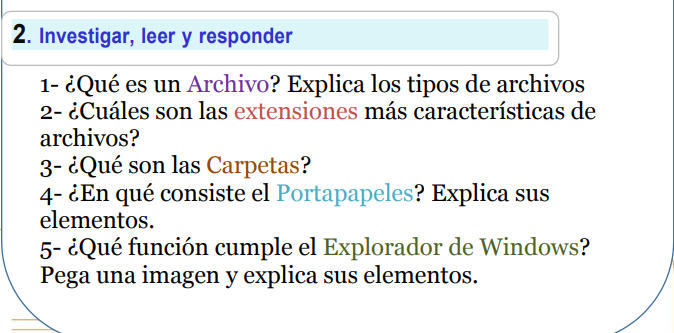 2. Investigar, leer y responder
1- ¿Qué es un Archivo? Explica los tipos de archivos
2- ¿Cuáles son las extensiones más características de
archivos?
3- ¿Qué son las Carpetas?
4- ¿En qué consiste el Portapapeles? Explica sus
elementos.
5- ¿Qué función cumple el Explorador de Windows?
Pega una imagen y explica sus elementos.